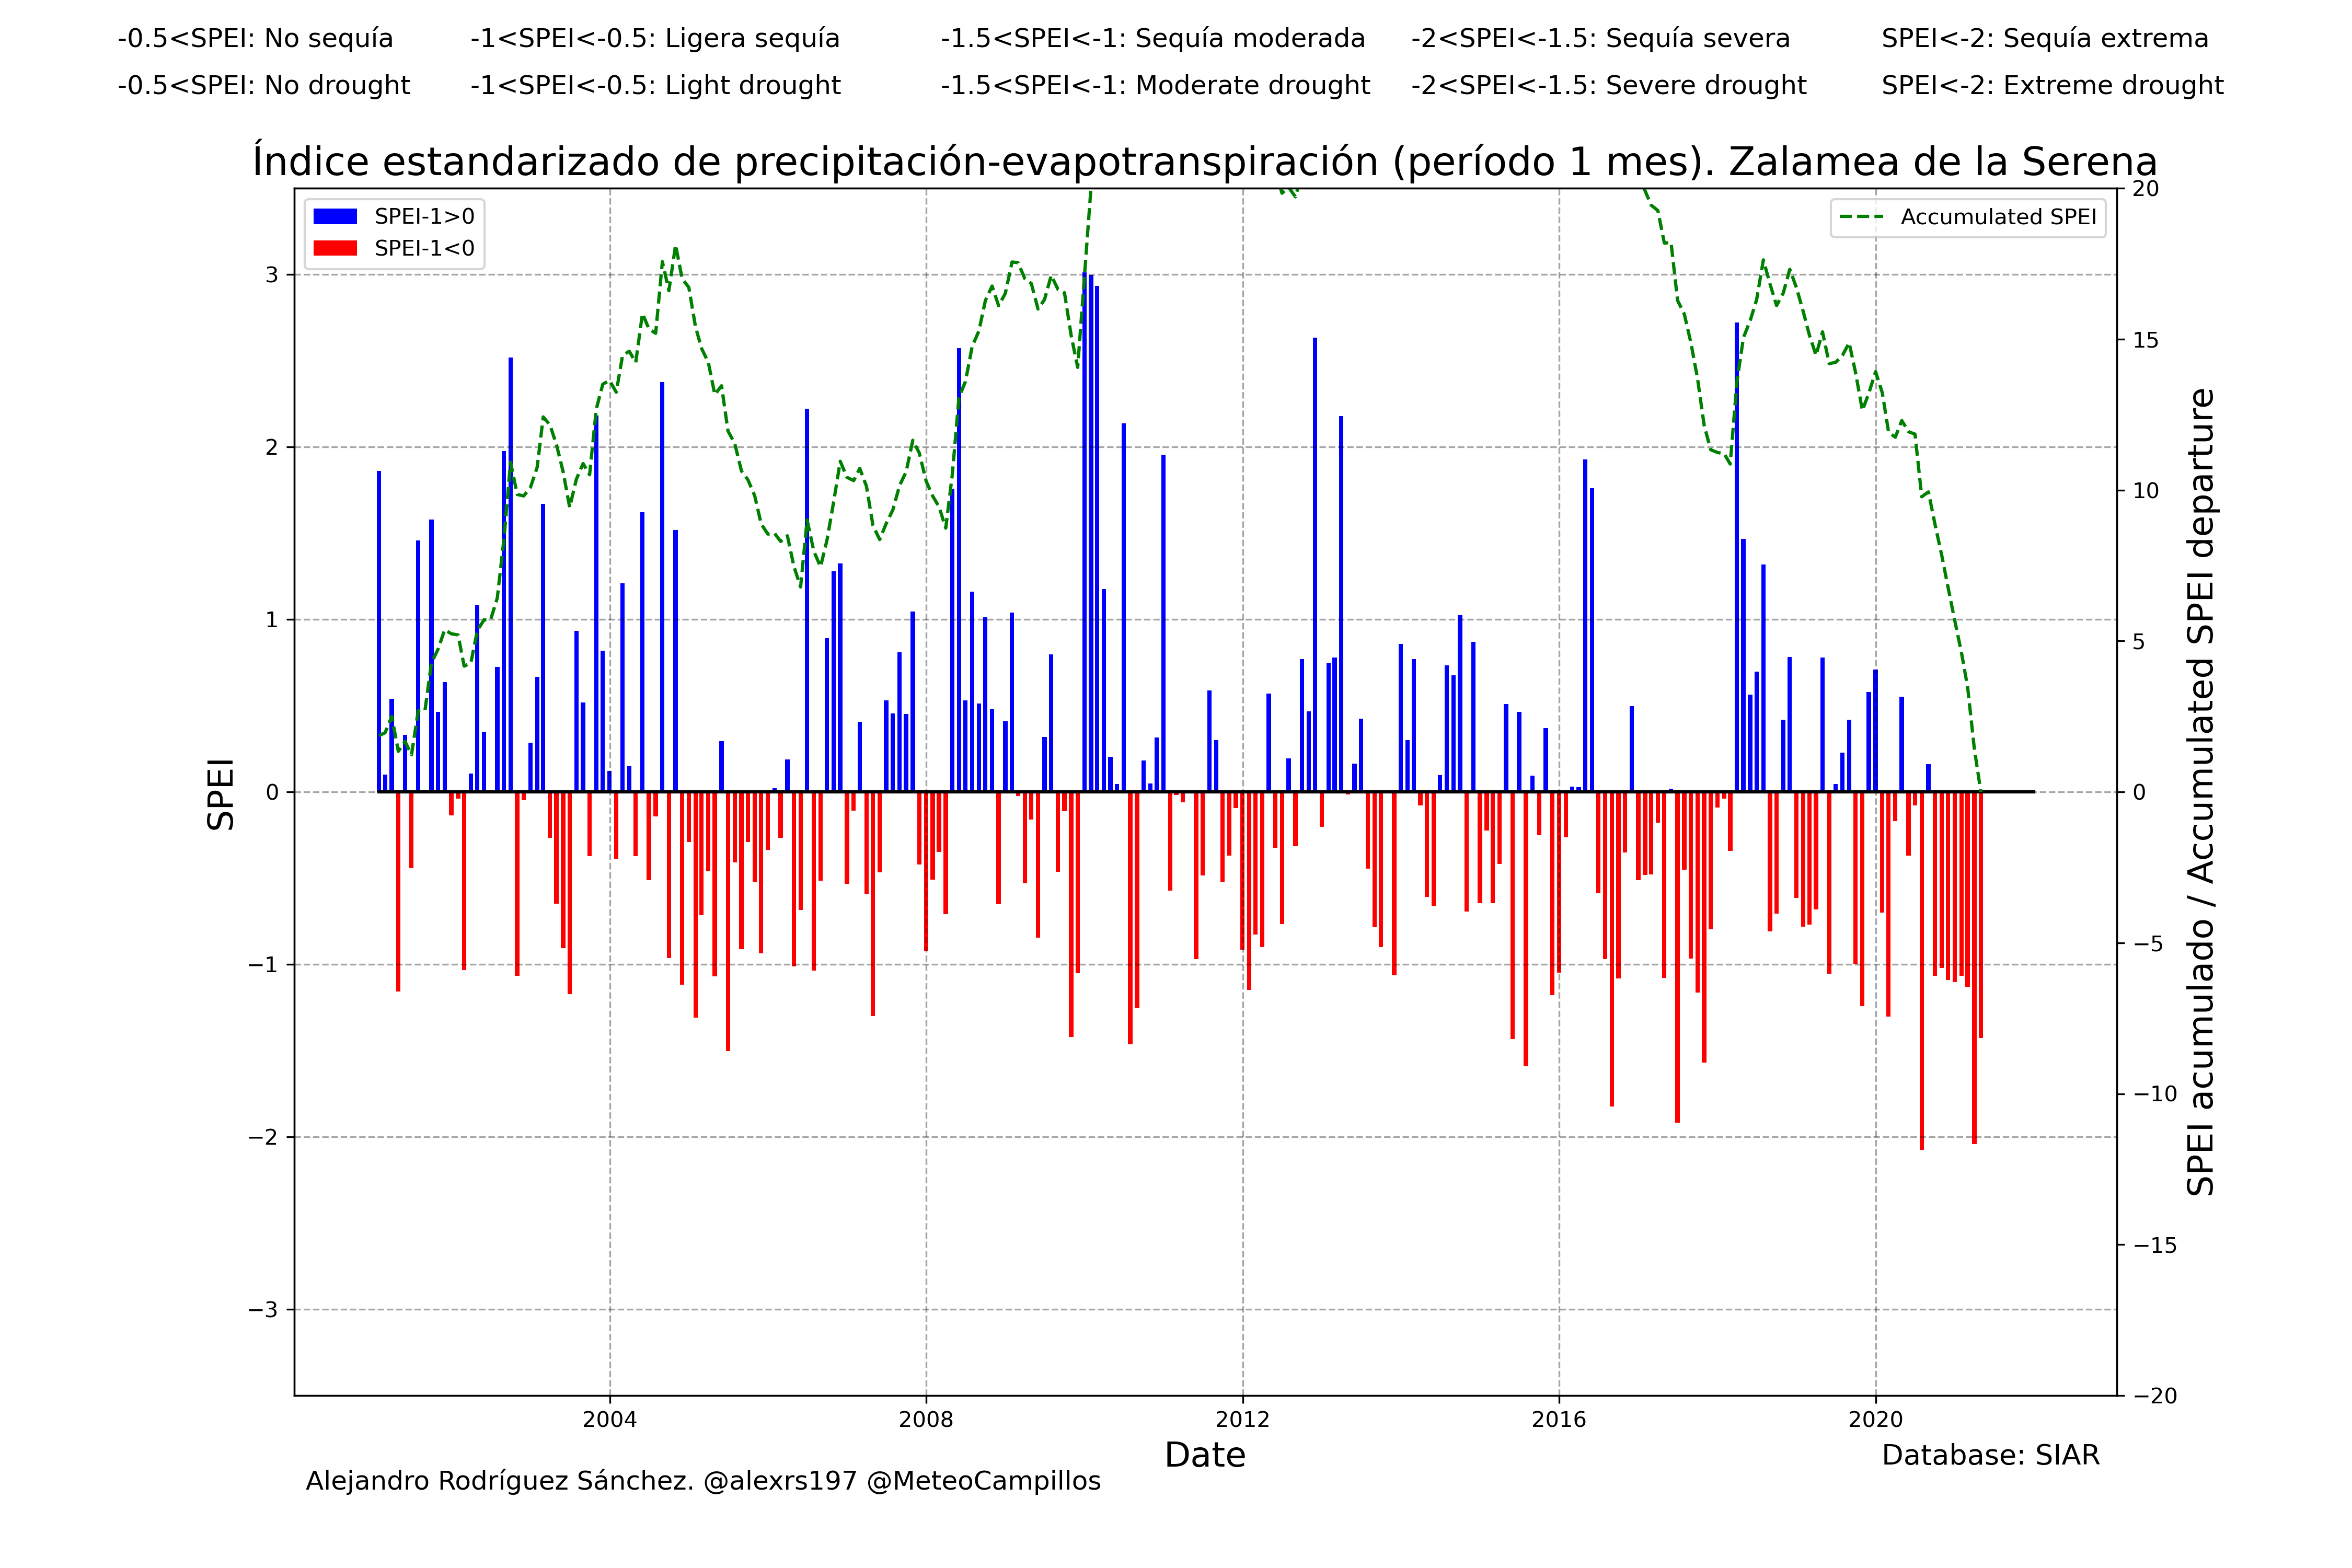 -0.5<SPEI: No sequía -1<SPEI<-0.5: Ligera sequía -1.5<SPEI<-1: Sequía moderada -2<SPEI<-1.5: Sequía severa SPEI<-2: Sequía extrema
-0.5<SPEI: No drought -1<SPEI<-0.5: Light drought -1.5<SPEI<-1: Moderate drought -2<SPEI<-1.5: Severe drought SPEI<-2: Extreme drought
Índice estandarizado de precipitación-evapotranspiración (período 1 mes). Zalamea de la Serena
SPEI-1>0
SPEI-1<0
Accumulated SPEI
SPEI
3
2
1
0
−1
−2
−3
20
15
10
5
0
−5
−10
−15
−20
SPEI acumulado / Accumulated SPEI departure
2004 2008 2012 2016 2020
Date
Database: SIAR
Alejandro Rodríguez Sánchez. @alexrs197 @MeteoCampillos